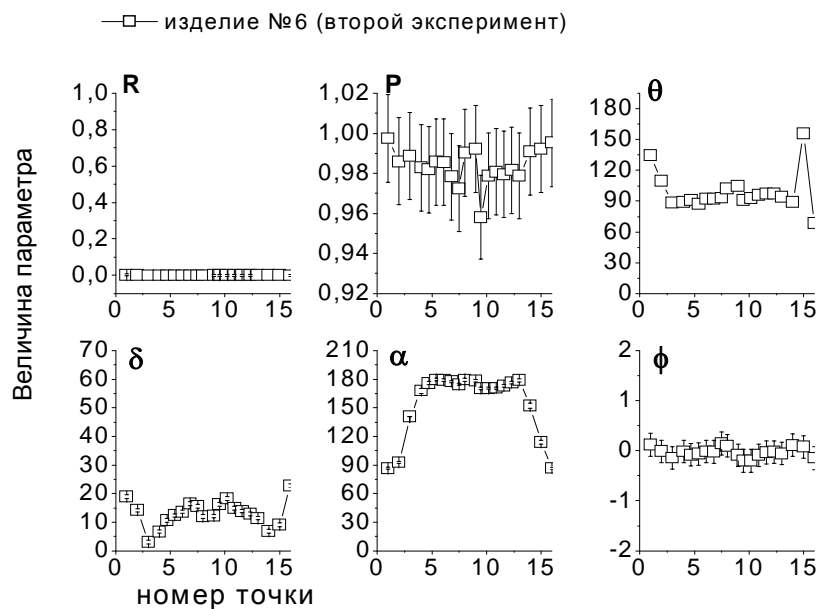 изделие №6 (второй эксперимент)
Величина параметра
R
1,0
0,8
0,6
0,4
0,2
0,0
0 5 10 15
P
1,02
1,00
0,98
0,96
0,94
0,92
0 5 10 15
θ
180
150
120
90
60
30
0
0 5 10 15
δ
70
60
50
40
30
20
10
0
0 5 10 15
α
210
180
150
120
90
60
30
0
0 5 10 15
ϕ
2
1
0
-1
-2
0 5 10 15
номер точки